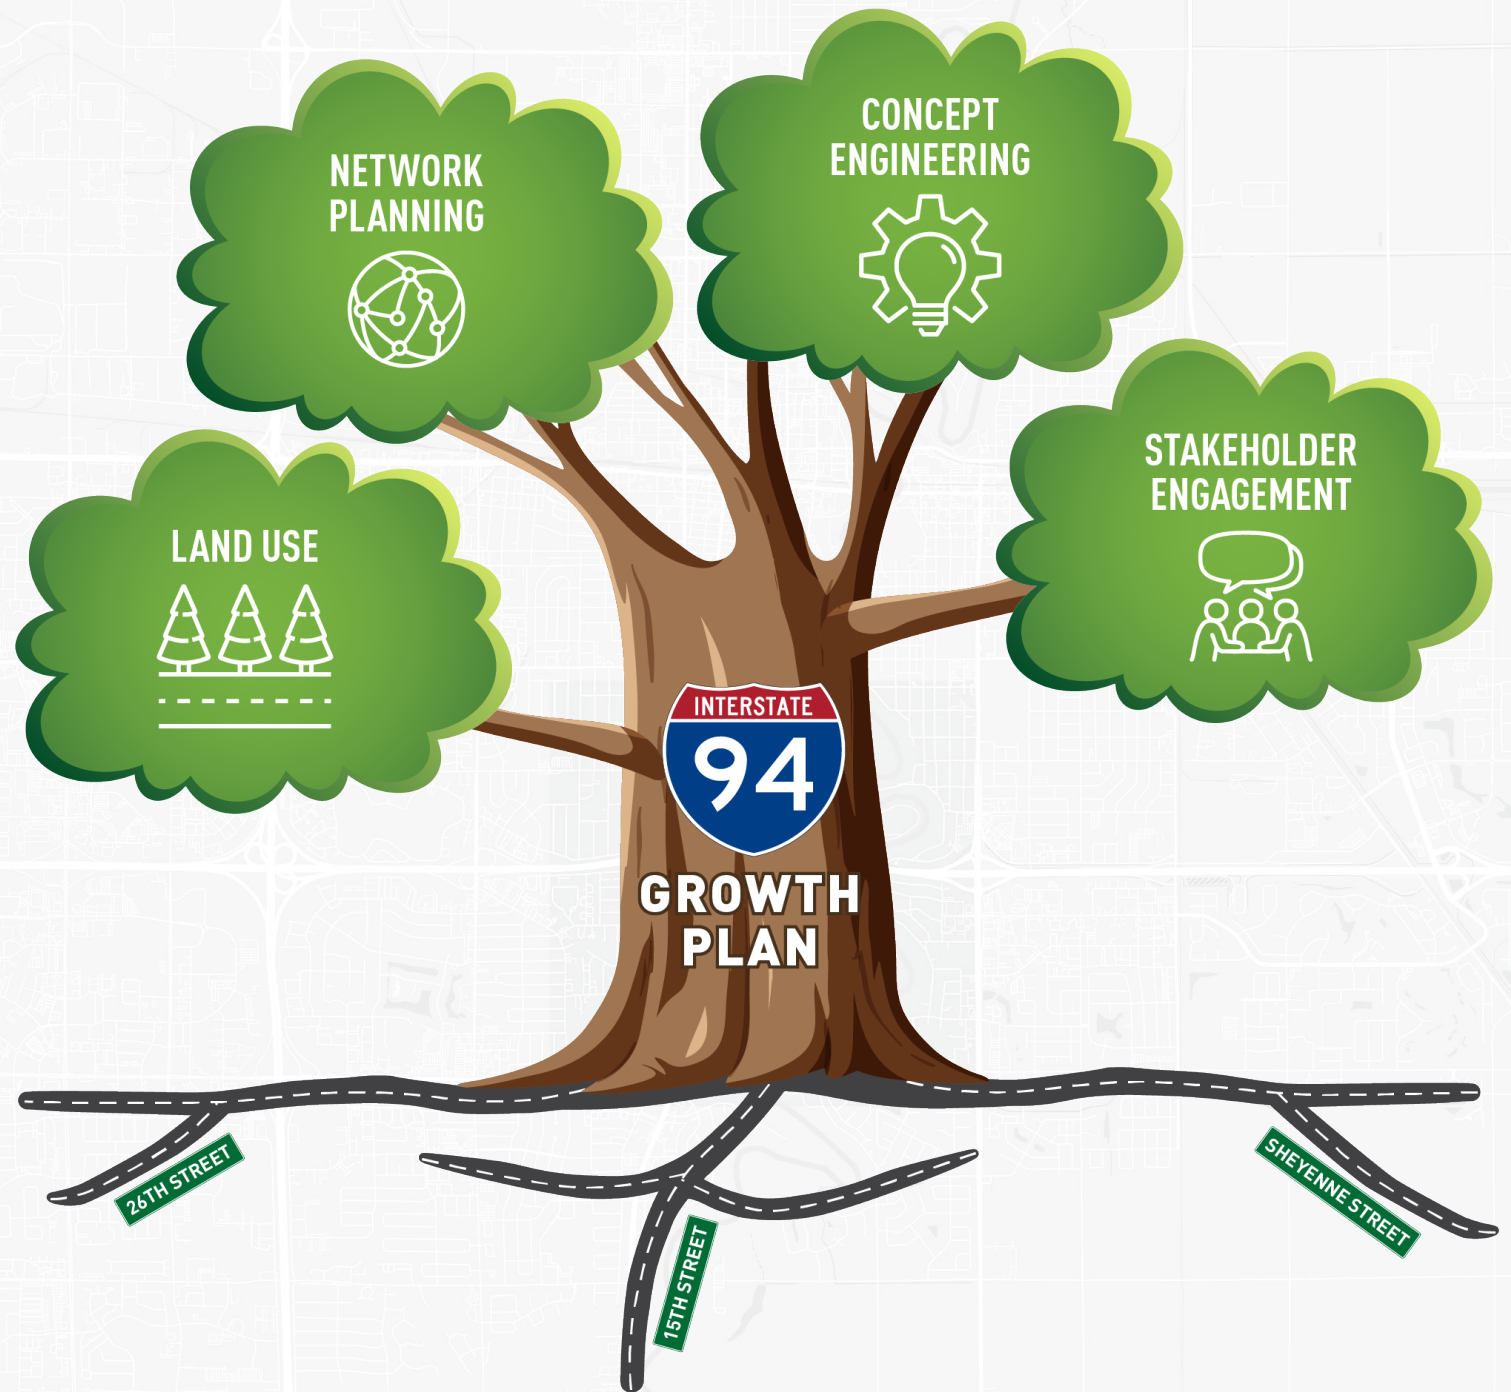 CONCEPT
ENGINEERING
NETWORK
PLANNING
STAKEHOLDER
ENGAGEMENT
LAND USE
INTERSTATE
94
GROWTH
PLAN
26TH STREET
15TH STREET
SHEYENNE STREET